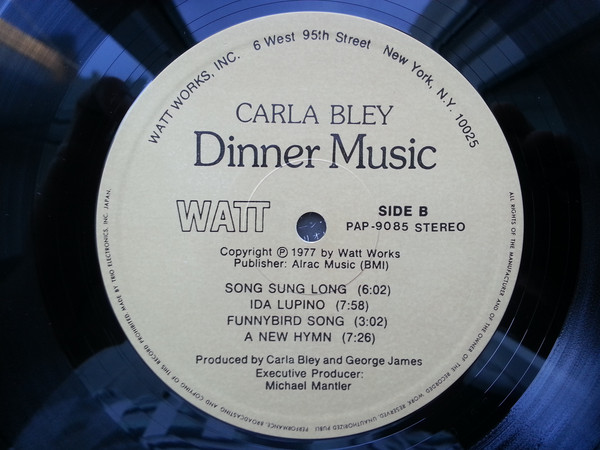 WATT WORKS, INC. 6 West 95th Street New York, N.Y. 10025
CARLA BLEY
Dinner Music
WATT
SIDE B
PAP-9085 STEREO
Copyright Ⓟ 1977 by Watt Works
Publisher: Alrac Music (BMI)
SONG SUNG LONG (6:02)
IDA LUPINO (7:58)
FUNNYBIRD SONG (3:02)
A NEW HYMN (7:26)
Produced by Carla Bley and George James
Executive Producer:
Michael Mantler
ALL RIGHTS OF THE MANUFACTURER AND OF THE OWNER OF THE RECORDED WORK RESERVED. UNAUTHORIZED PUBLIC PERFORMANCE, BROADCASTING AND COPYING OF THIS RECORD PROHIBITED. MADE BY TRIO ELECTRONICS, INC. JAPAN.